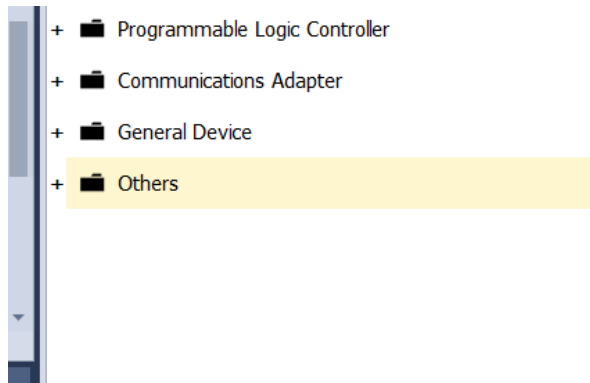 + Programmable Logic Controller
+ Communications Adapter
+ General Device
+ Others